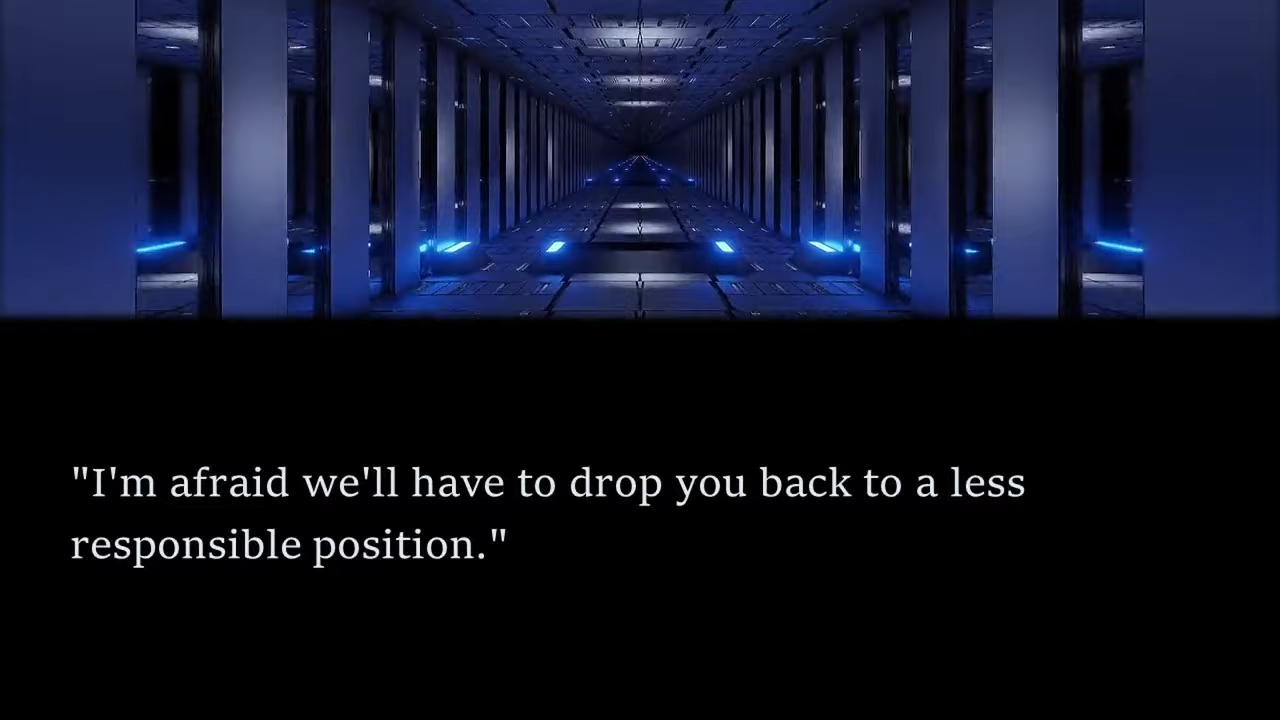 "I'm afraid we'll have to drop you back to a less
responsible position."